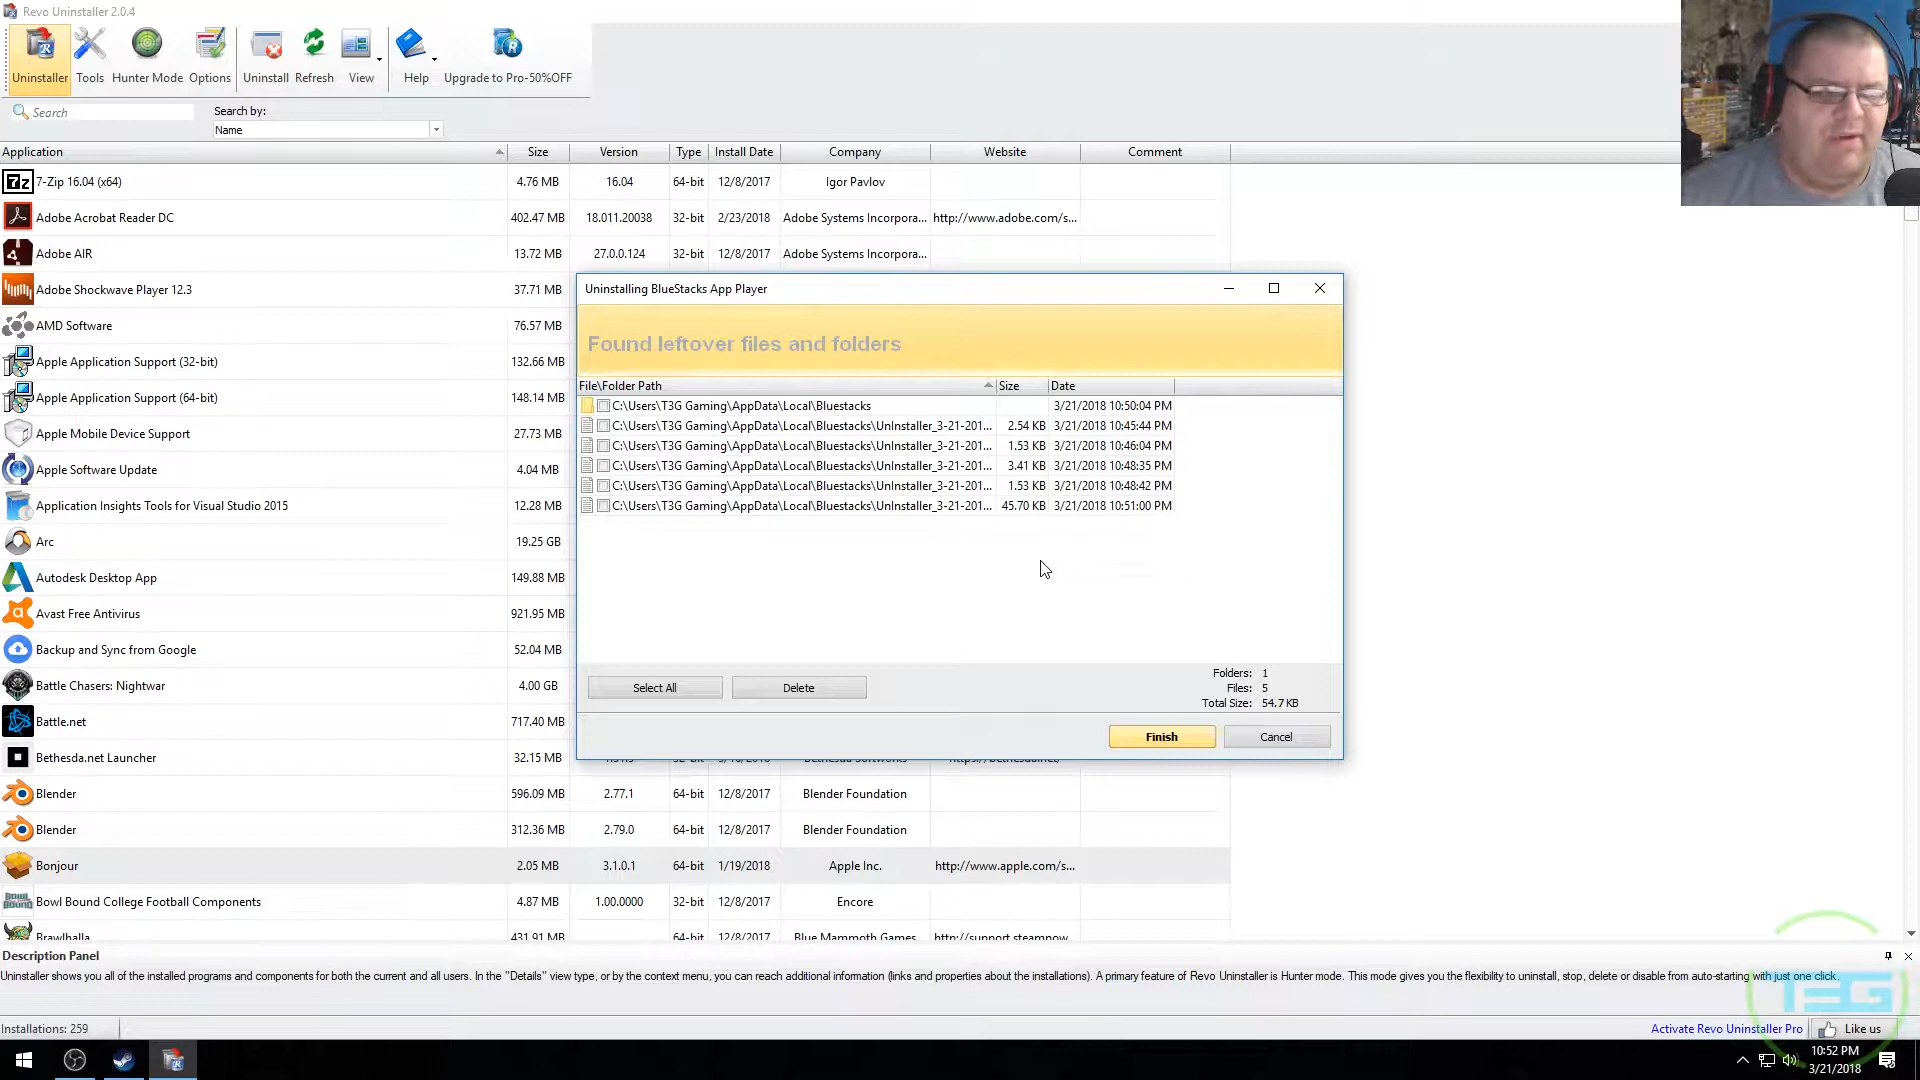 Revo Uninstaller 2.0.4
Uninstaller Tools Hunter Mode Options Uninstall Refresh View Help Upgrade to Pro-50%OFF
Search
Search by:
Name
Application Size Version Type Install Date Company Website Comment
7-Zip 16.04 (x64) 4.76 MB 16.04 64-bit 12/8/2017 Igor Pavlov
Adobe Acrobat Reader DC 402.47 MB 18.011.20038 32-bit 2/23/2018 Adobe Systems Incorpora... http://www.adobe.com/s...
Adobe AIR 13.72 MB 27.0.0.124 32-bit 12/8/2017 Adobe Systems Incorpora...
Adobe Shockwave Player 12.3 37.71 MB
AMD Software 76.57 MB
Apple Application Support (32-bit) 132.66 MB
Apple Application Support (64-bit) 148.14 MB
Apple Mobile Device Support 27.73 MB
Apple Software Update 4.04 MB
Application Insights Tools for Visual Studio 2015 12.28 MB
Arc 19.25 GB
Autodesk Desktop App 149.88 MB
Avast Free Antivirus 921.95 MB
Backup and Sync from Google 52.04 MB
Battle Chasers: Nightwar 4.00 GB
Battle.net 717.40 MB
Bethesda.net Launcher 32.15 MB
Blender 596.09 MB 2.77.1 64-bit 12/8/2017 Blender Foundation
Blender 312.36 MB 2.79.0 64-bit 12/8/2017 Blender Foundation
Bonjour 2.05 MB 3.1.0.1 64-bit 1/19/2018 Apple Inc. http://www.apple.com/s...
Bowl Bound College Football Components 4.87 MB 1.00.0000 32-bit 12/8/2017 Encore
Brawlhalla 431.91 MB 64-bit 12/8/2017 Blue Mammoth Games http://support.steampow...
Uninstalling BlueStacks App Player
Found leftover files and folders
File\Folder Path Size Date
C:\Users\T3G Gaming\AppData\Local\Bluestacks 3/21/2018 10:50:04 PM
C:\Users\T3G Gaming\AppData\Local\Bluestacks\UnInstaller_3-21-201... 2.54 KB 3/21/2018 10:45:44 PM
C:\Users\T3G Gaming\AppData\Local\Bluestacks\UnInstaller_3-21-201... 1.53 KB 3/21/2018 10:46:04 PM
C:\Users\T3G Gaming\AppData\Local\Bluestacks\UnInstaller_3-21-201... 3.41 KB 3/21/2018 10:48:35 PM
C:\Users\T3G Gaming\AppData\Local\Bluestacks\UnInstaller_3-21-201... 1.53 KB 3/21/2018 10:48:42 PM
C:\Users\T3G Gaming\AppData\Local\Bluestacks\UnInstaller_3-21-201... 45.70 KB 3/21/2018 10:51:00 PM
Select All Delete
Folders: 1
Files: 5
Total Size: 54.7 KB
Finish Cancel
Description Panel
Uninstaller shows you all of the installed programs and components for both the current and all users. In the "Details" view type, or by the context menu, you can reach additional information (links and properties about the installations). A primary feature of Revo Uninstaller is Hunter mode. This mode gives you the flexibility to uninstall, stop, delete or disable from auto-starting with just one click.
T3G
Installations: 259 Activate Revo Uninstaller Pro Like us
10:52 PM
3/21/2018